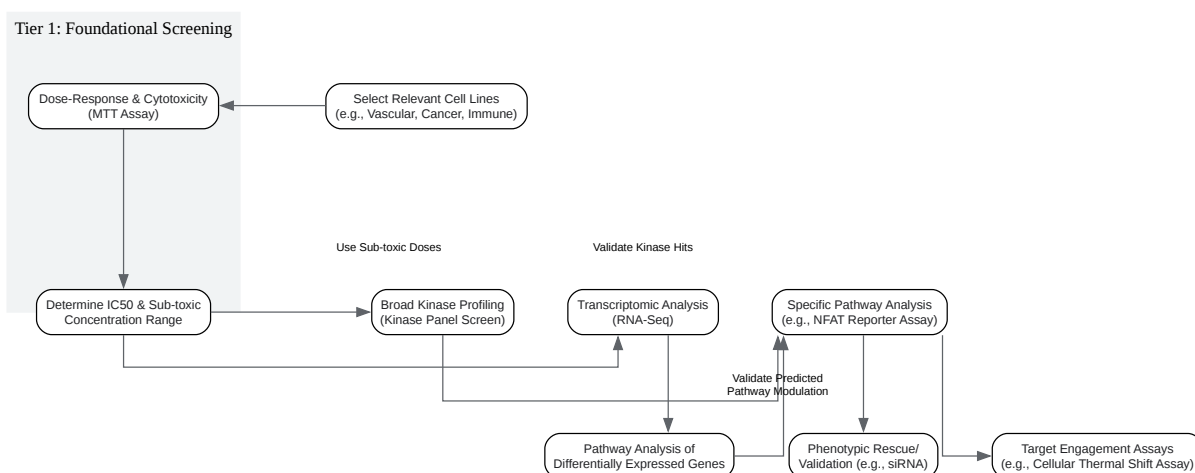 Tier 1: Foundational Screening
Dose-Response & Cytotoxicity
(MTT Assay)
Select Relevant Cell Lines
(e.g., Vascular, Cancer, Immune)
Use Sub-toxic Doses
Validate Kinase Hits
Determine IC50 & Sub-toxic
Concentration Range
Broad Kinase Profiling
(Kinase Panel Screen)
Transcriptomic Analysis
(RNA-Seq)
Specific Pathway Analysis
(e.g., NFAT Reporter Assay)
Validate Predicted
Pathway Modulation
Pathway Analysis of
Differentially Expressed Genes
Phenotypic Rescue/
Validation (e.g., siRNA)
Target Engagement Assays
(e.g., Cellular Thermal Shift Assay)